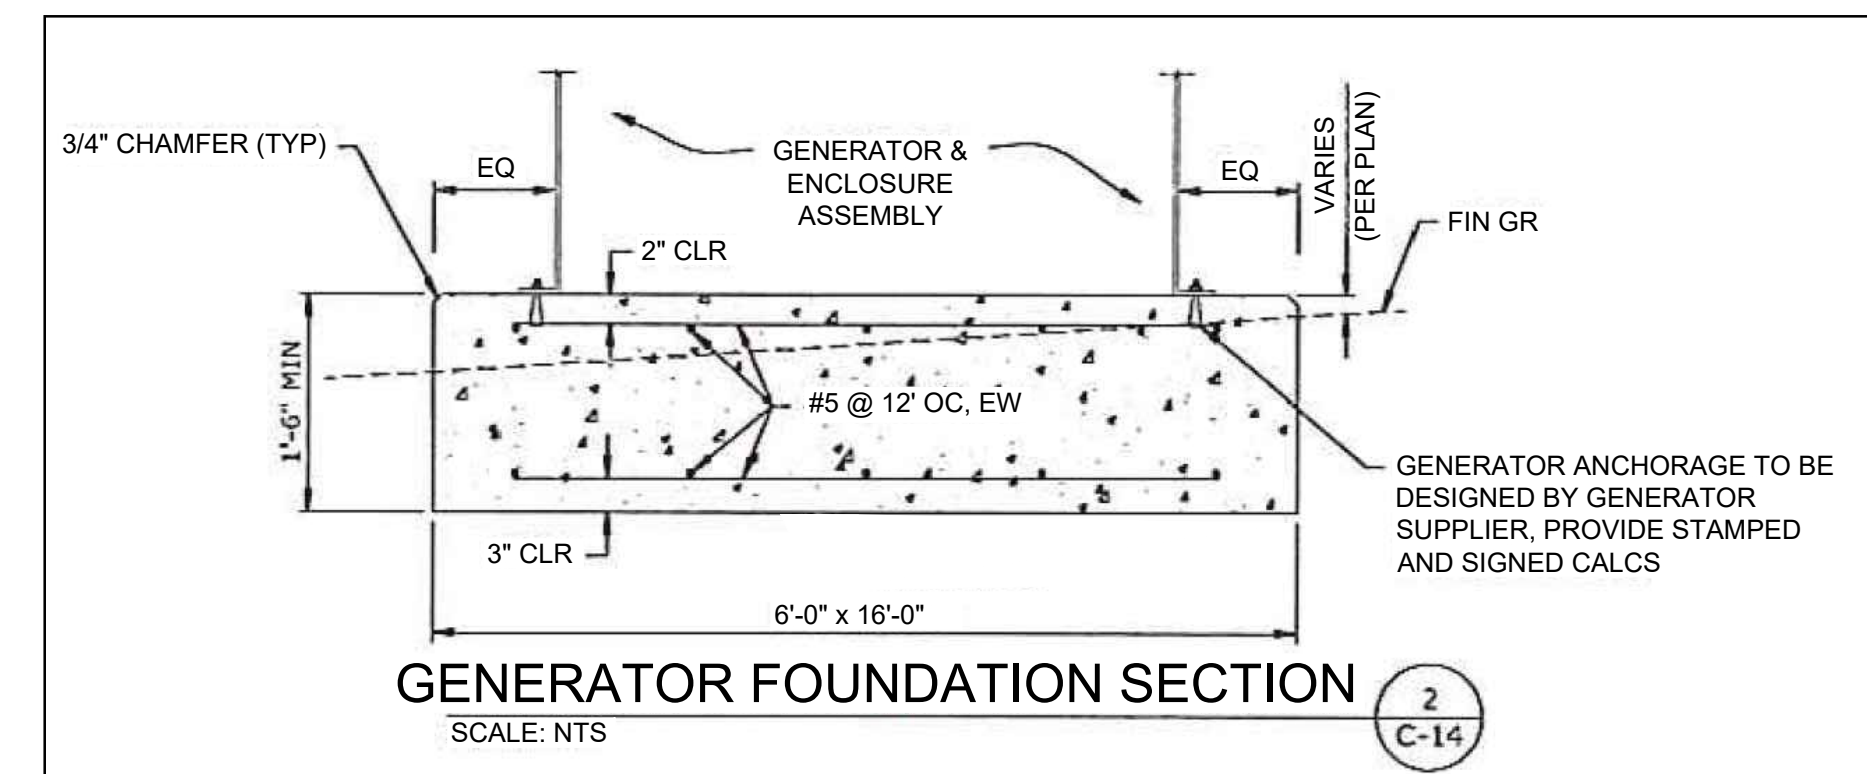 3/4" CHAMFER (TYP)
EQ
GENERATOR &
ENCLOSURE
ASSEMBLY
EQ
VARIES
(PER PLAN)
FIN GR
2" CLR
1'-6" MIN
#5 @ 12' OC, EW
GENERATOR ANCHORAGE TO BE
DESIGNED BY GENERATOR
SUPPLIER, PROVIDE STAMPED
AND SIGNED CALCS
3" CLR
6'-0" x 16'-0"
GENERATOR FOUNDATION SECTION
SCALE: NTS
2
C-14